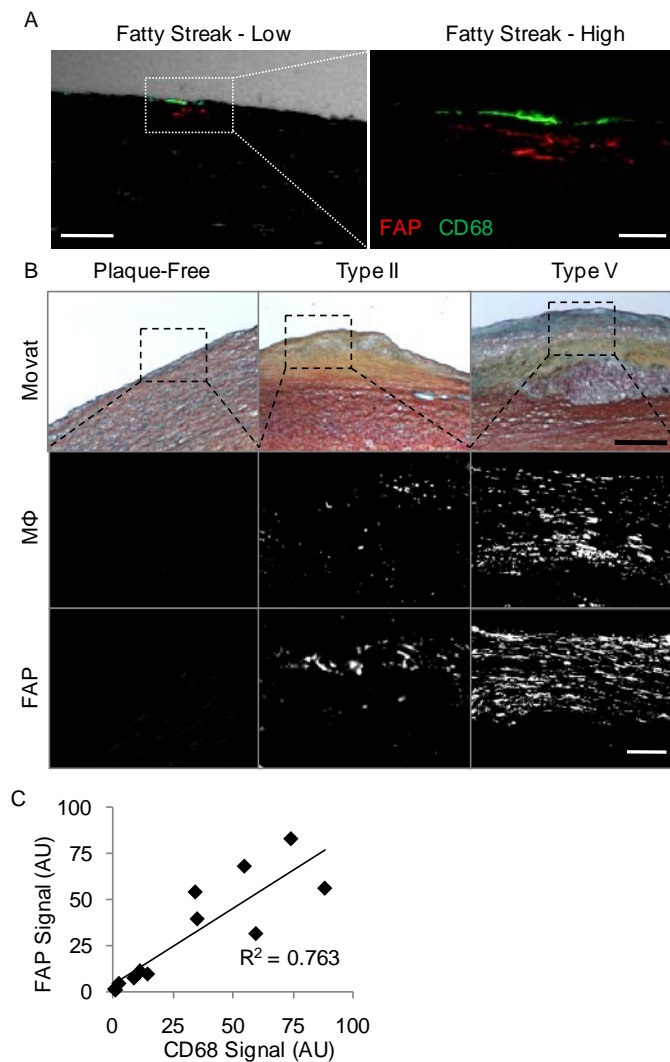 A
Fatty Streak - Low
Fatty Streak - High
FAP CD68
B
Plaque-Free
Type II
Type V
Movat
MΦ
FAP
C
FAP Signal (AU)
100
75
50
25
0
R² = 0.763
0 25 50 75 100
CD68 Signal (AU)